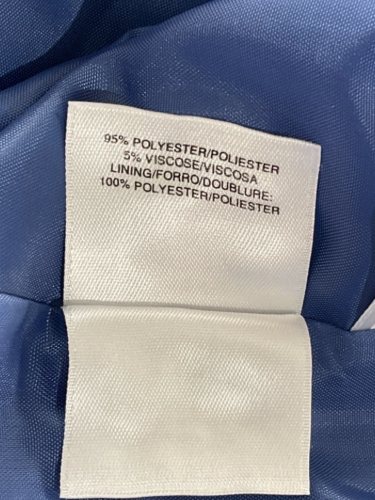 95% POLYESTER/POLIESTER
5% VISCOSE/VISCOSA
LINING/FORRO/DOUBLURE:
100% POLYESTER/POLIESTER